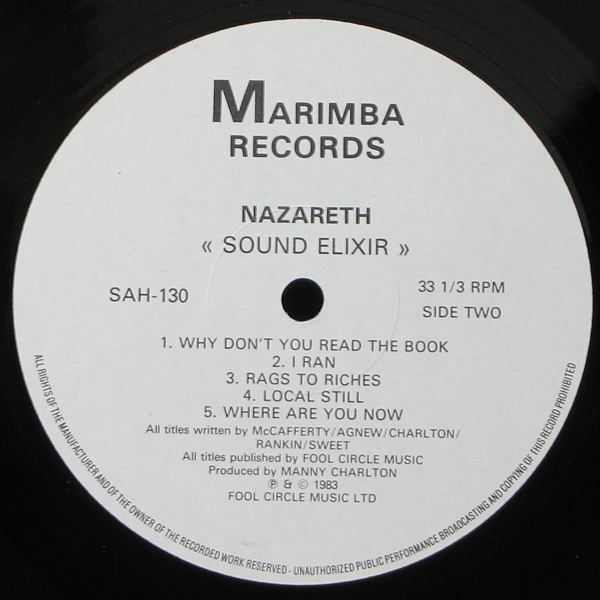 MARIMBA
RECORDS
NAZARETH
« SOUND ELIXIR »
SAH-130
33 1/3 RPM
SIDE TWO
1. WHY DON'T YOU READ THE BOOK
2. I RAN
3. RAGS TO RICHES
4. LOCAL STILL
5. WHERE ARE YOU NOW
All titles written by McCAFFERTY/AGNEW/CHARLTON/
RANKIN/SWEET
All titles published by FOOL CIRCLE MUSIC
Produced by MANNY CHARLTON
℗ & © 1983
FOOL CIRCLE MUSIC LTD
ALL RIGHTS OF THE MANUFACTURER AND OF THE OWNER OF THE RECORDED WORK RESERVED - UNAUTHORIZED PUBLIC PERFORMANCE BROADCASTING AND COPYING OF THIS RECORD PROHIBITED